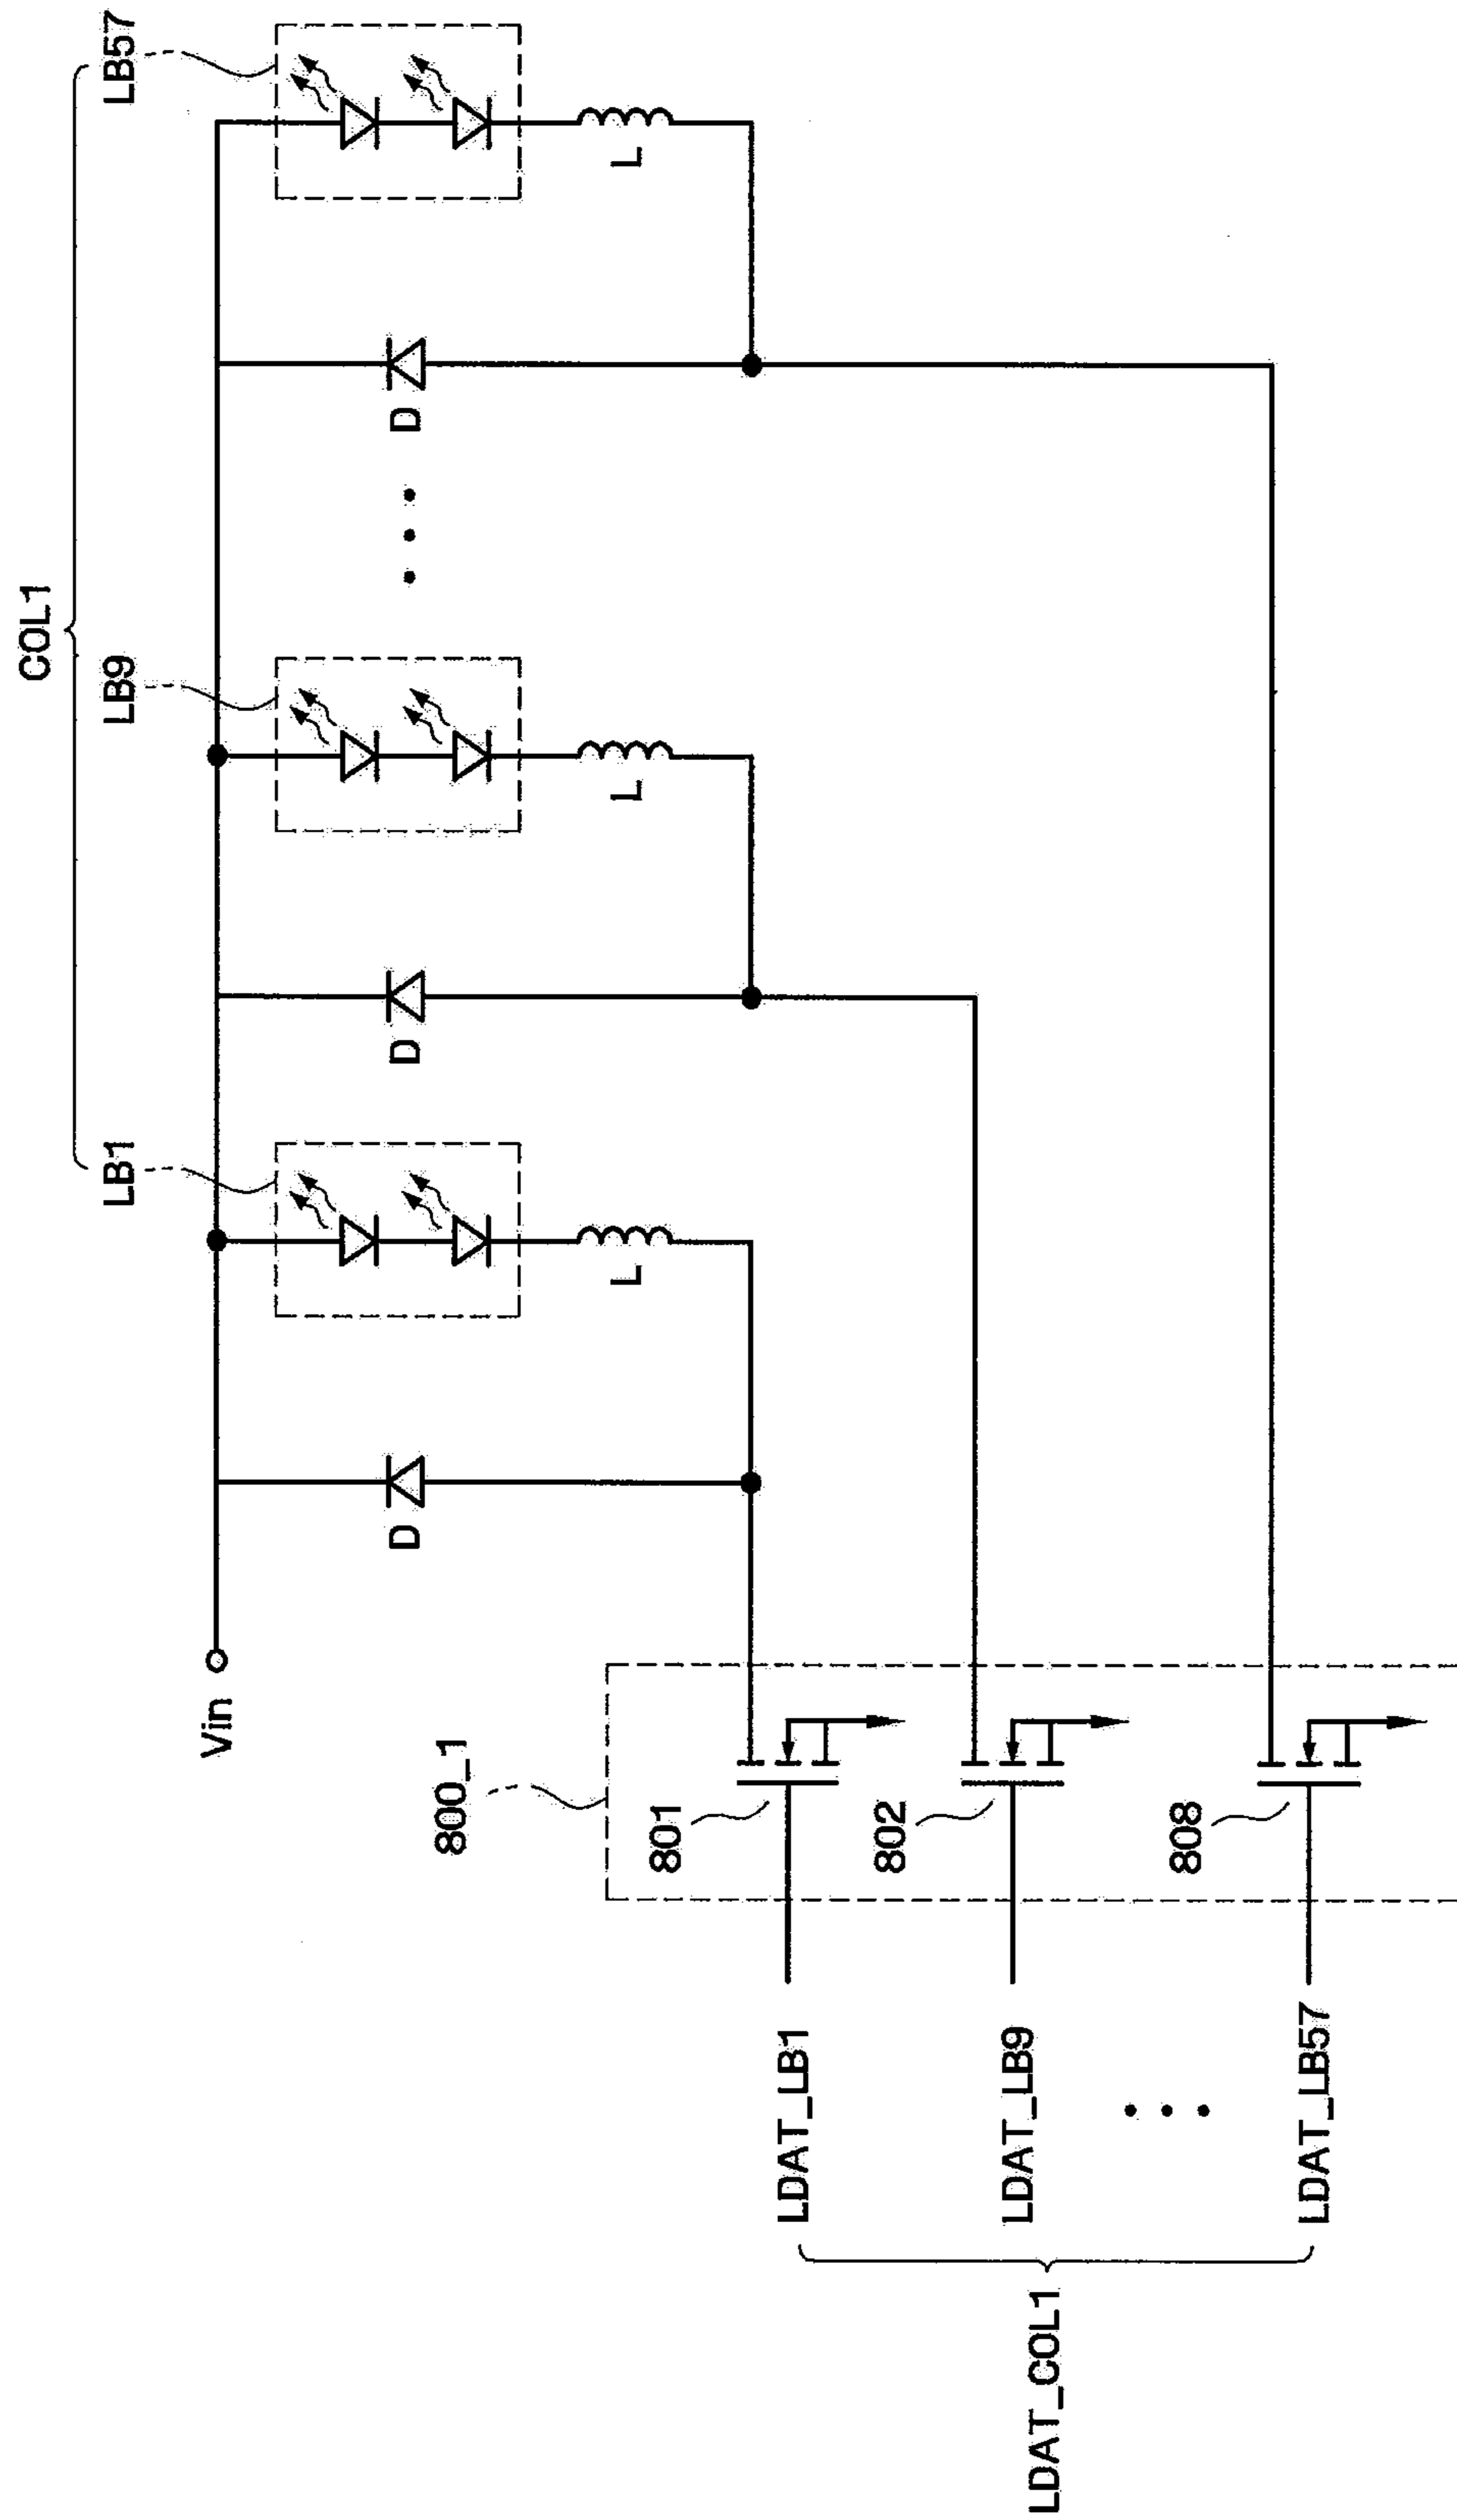 COL1
LB1
LB9
LB57
Vin
D
L
D
L
D
L
800_1
801
802
808
LDAT_LB1
LDAT_LB9
LDAT_LB57
LDAT_COL1